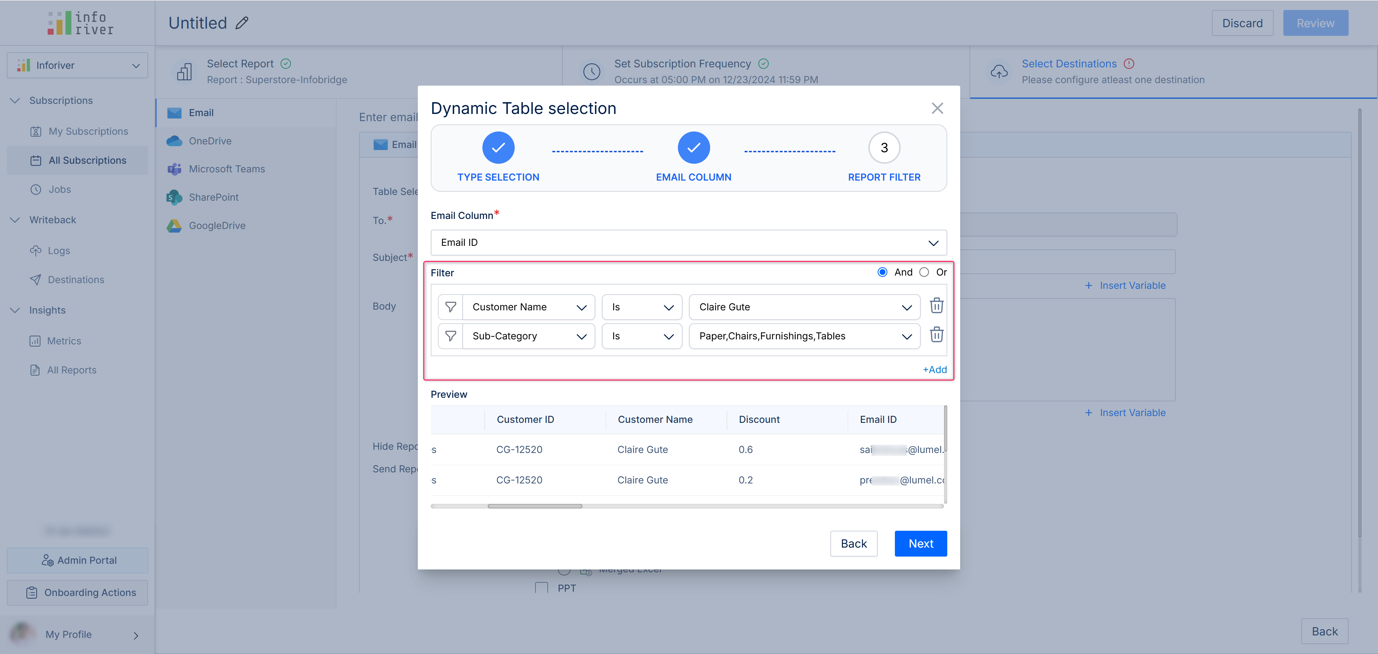 info
river
Untitled
Discard
Review
Inforiver
Select Report
Report : Superstore-Infobridge
Set Subscription Frequency
Occurs at 05:00 PM on 12/23/2024 11:59 PM
Select Destinations
Please configure atleast one destination
Subscriptions
My Subscriptions
All Subscriptions
Jobs
Writeback
Logs
Destinations
Insights
Metrics
All Reports
Admin Portal
Onboarding Actions
My Profile
Email
OneDrive
Microsoft Teams
SharePoint
GoogleDrive
Enter email
Email
Table Sele
To.*
Subject*
+ Insert Variable
Body
+ Insert Variable
Hide Repo
Send Repo
Merged Excel
PPT
Back
Dynamic Table selection
3
TYPE SELECTION
EMAIL COLUMN
REPORT FILTER
Email Column*
Email ID
Filter
And Or
Customer Name Is Claire Gute
Sub-Category Is Paper,Chairs,Furnishings,Tables
+Add
Preview
Customer ID Customer Name Discount Email ID
s CG-12520 Claire Gute 0.6 sai @lumel.
s CG-12520 Claire Gute 0.2 pre @lumel.co
Back
Next